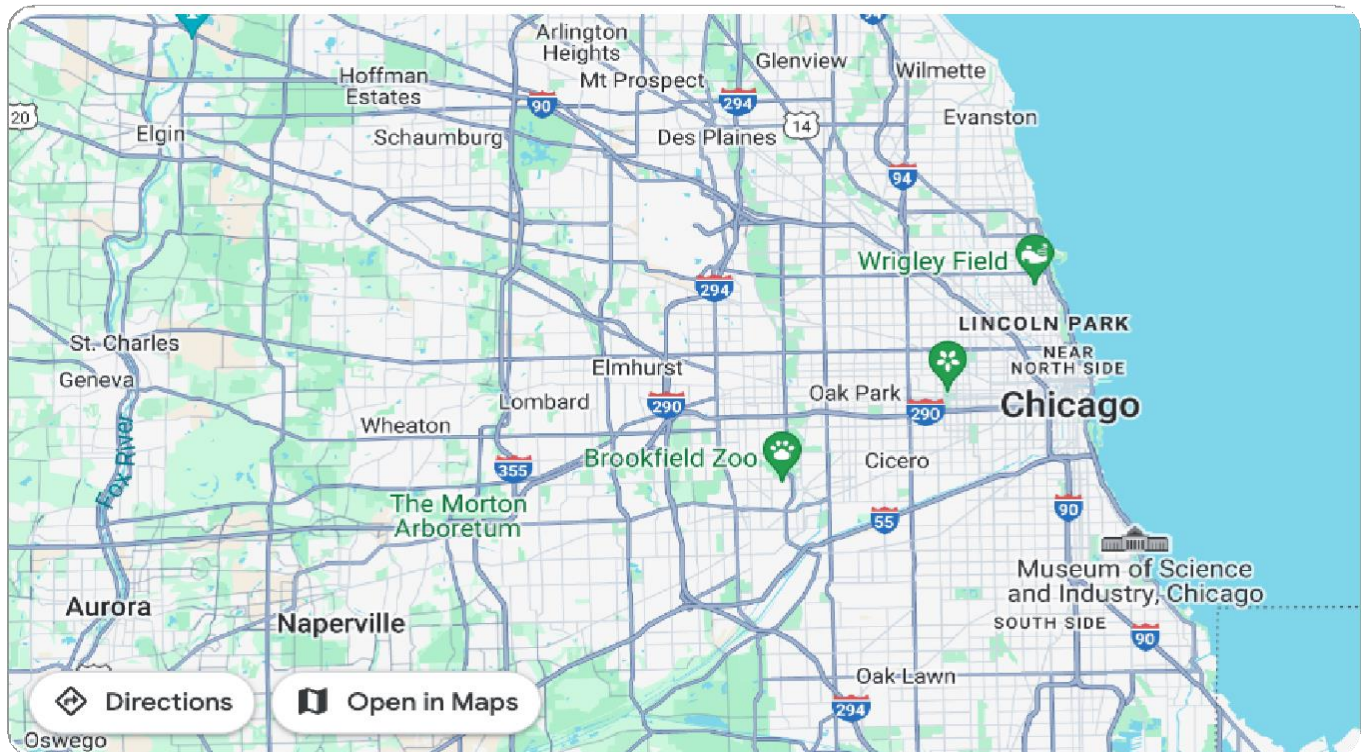 Arlington
Heights
Glenview
Wilmette
Hoffman
Estates
Mt Prospect
90
294
20
14
Evanston
Elgin
Schaumburg
Des Plaines
94
Wrigley Field
294
LINCOLN PARK
St. Charles
NEAR
NORTH SIDE
Elmhurst
Geneva
Oak Park
Lombard
290
290
Chicago
Wheaton
Fox River
Brookfield Zoo
Cicero
355
The Morton
Arboretum
90
55
Museum of Science
and Industry, Chicago
Aurora
Naperville
SOUTH SIDE
90
Oak Lawn
Directions
Open in Maps
294
Oswego